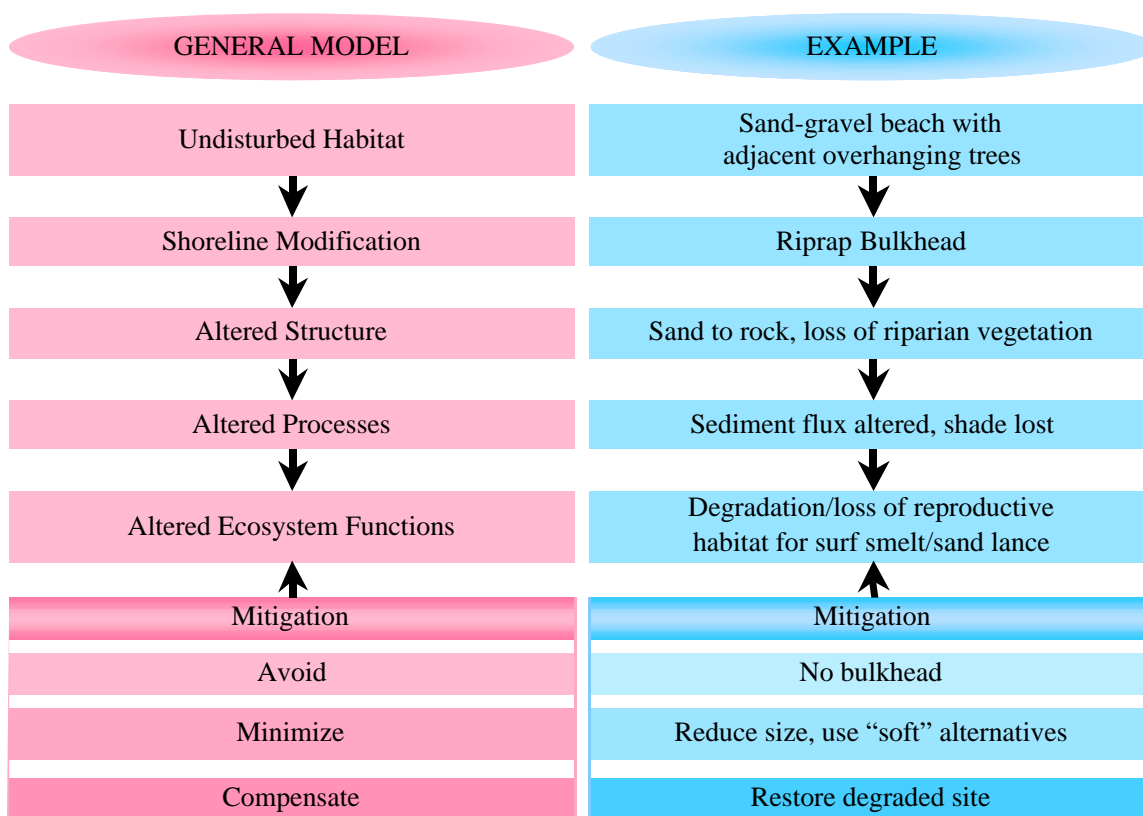 GENERAL MODEL
Undisturbed Habitat
Shoreline Modification
Altered Structure
Altered Processes
Altered Ecosystem Functions
Mitigation
Avoid
Minimize
Compensate
EXAMPLE
Sand-gravel beach with
adjacent overhanging trees
Riprap Bulkhead
Sand to rock, loss of riparian vegetation
Sediment flux altered, shade lost
Degradation/loss of reproductive
habitat for surf smelt/sand lance
Mitigation
No bulkhead
Reduce size, use “soft” alternatives
Restore degraded site